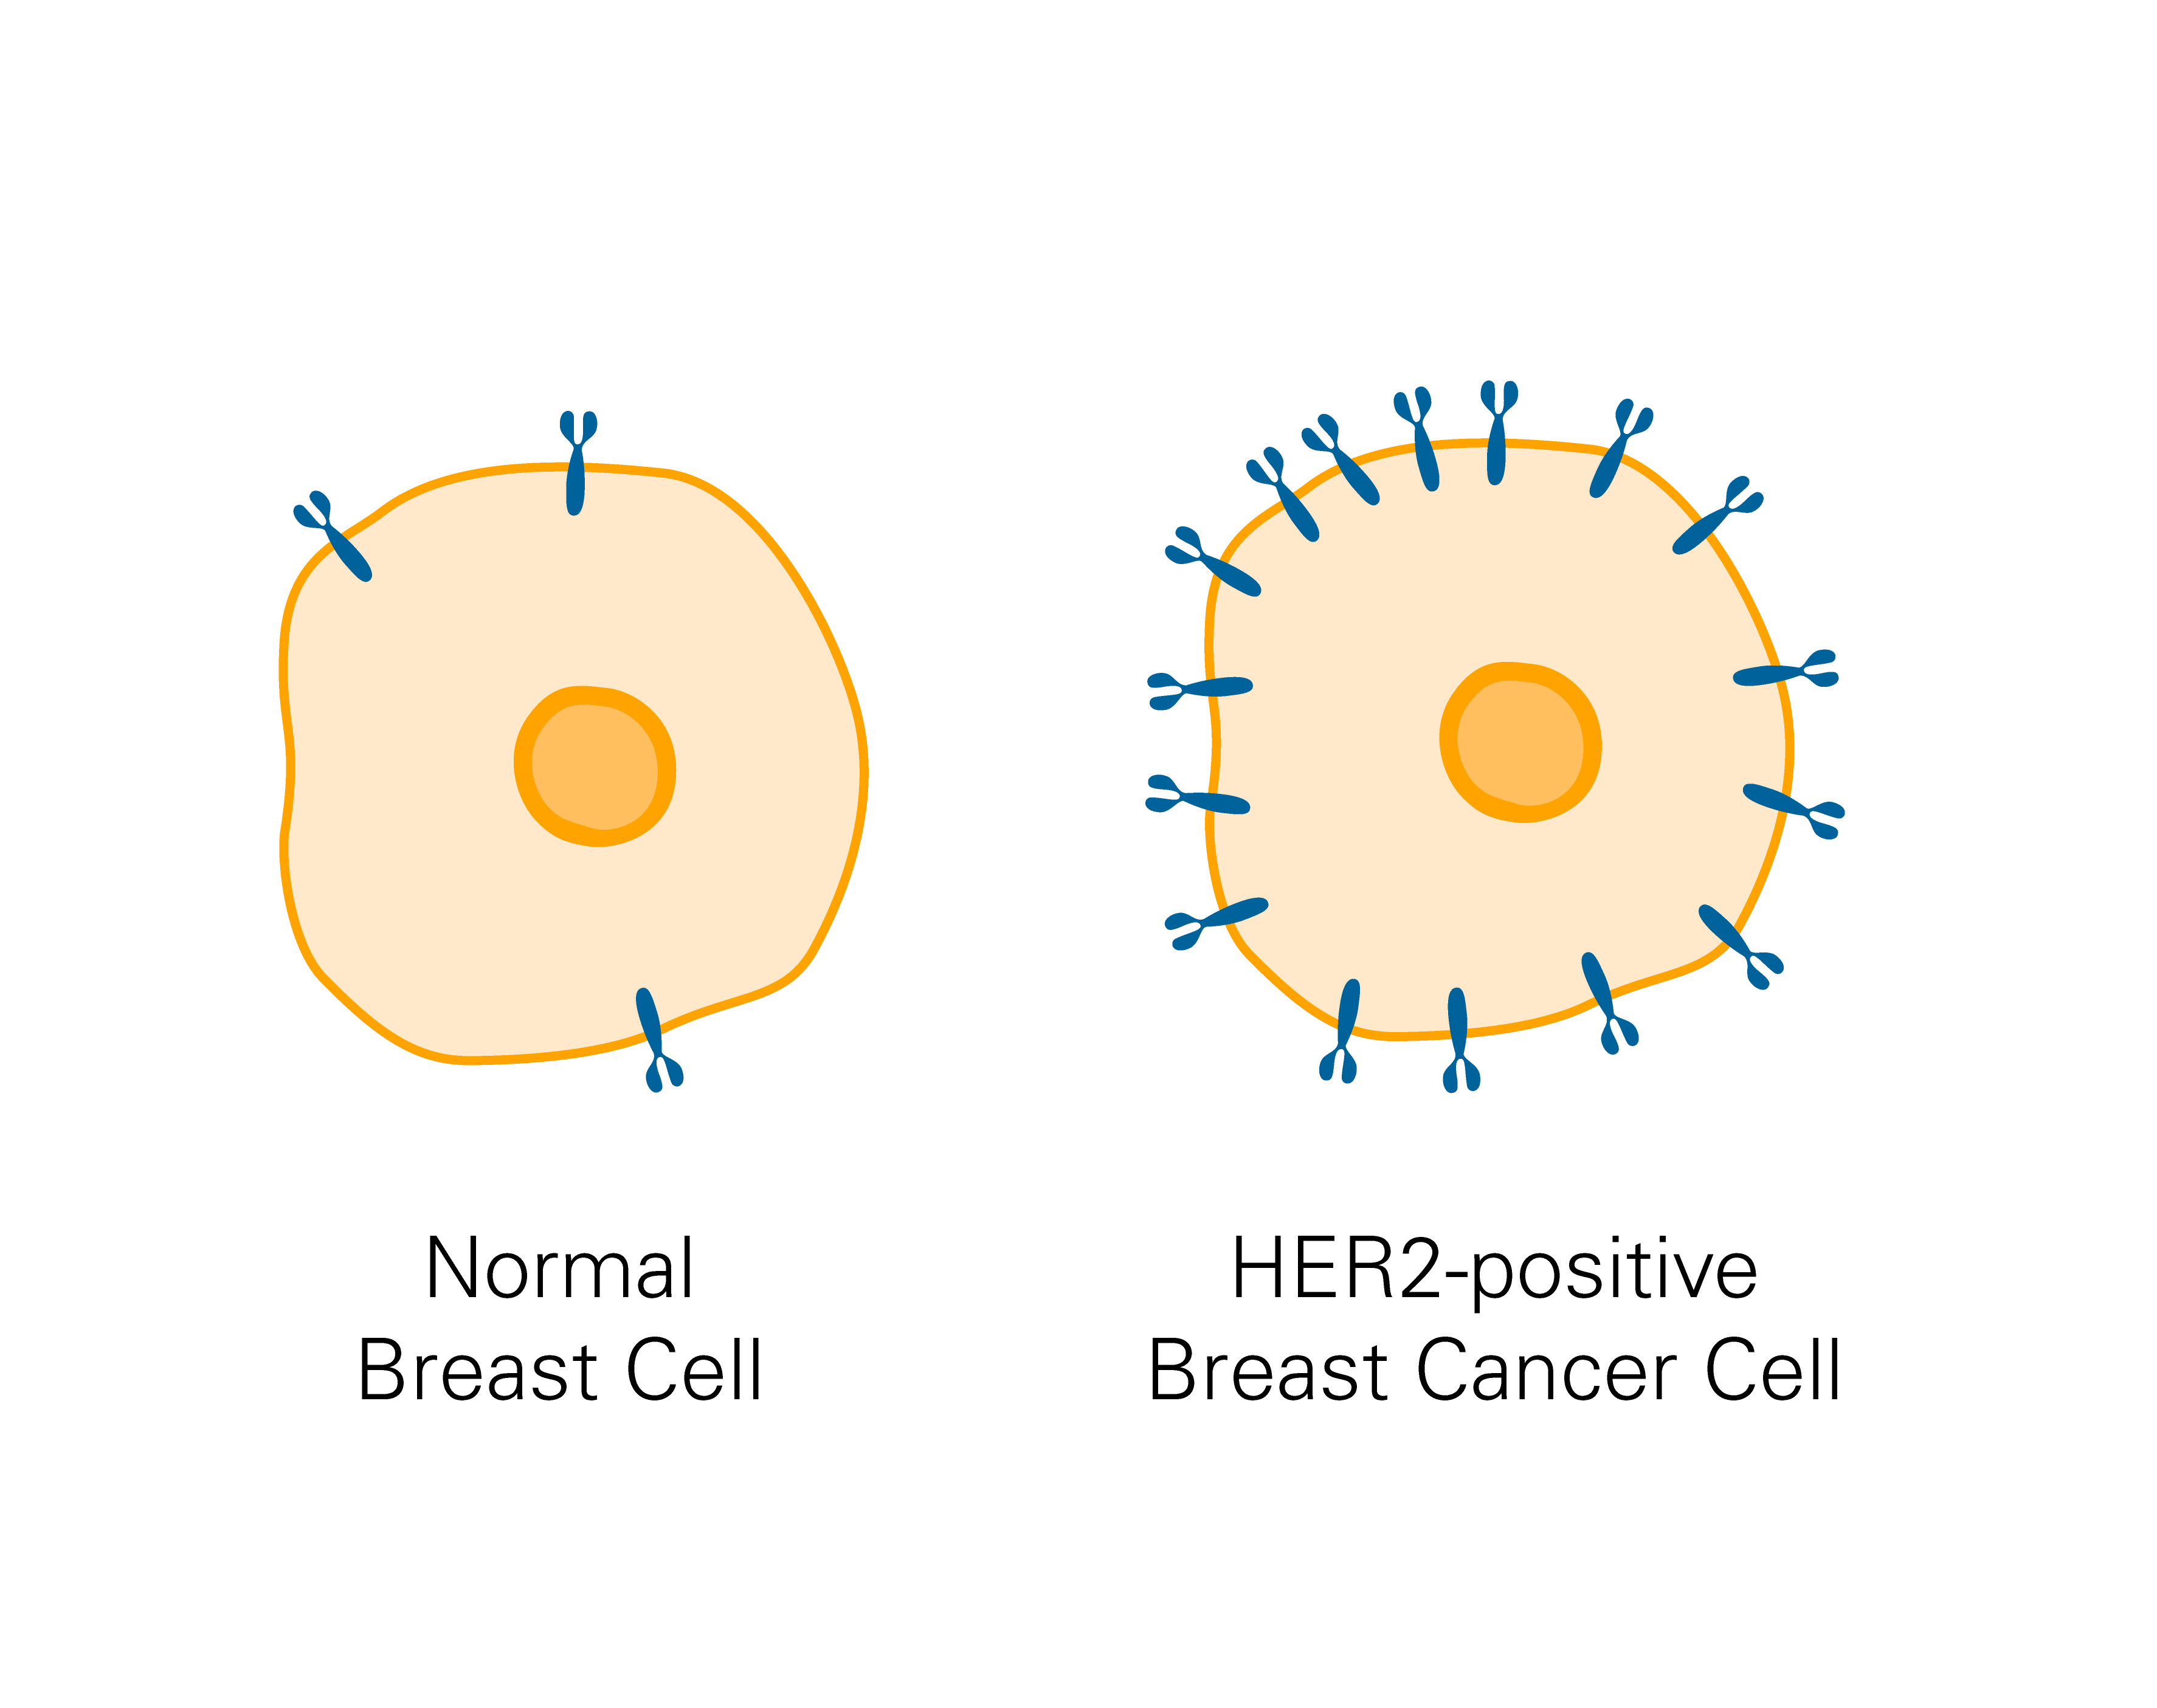 Normal
Breast Cell
HER2-positive
Breast Cancer Cell